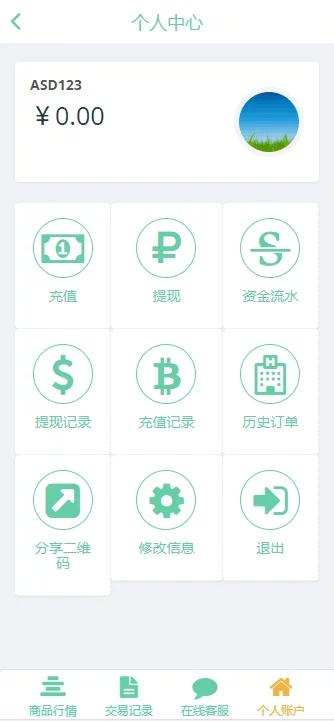 个人中心
ASD123
￥0.00
充值
提现
资金流水
提现记录
充值记录
历史订单
分享二维
码
修改信息
退出
商品行情
交易记录
在线客服
个人账户